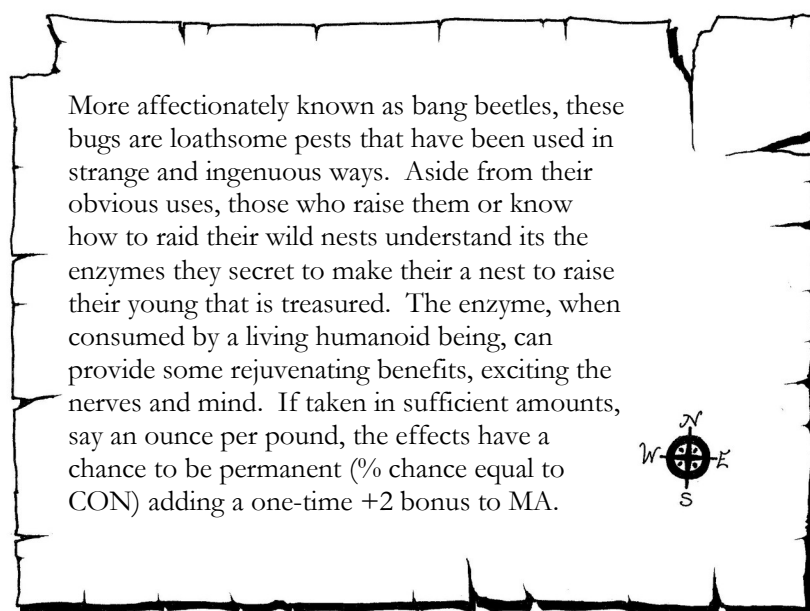 More affectionately known as bang beetles, these
bugs are loathsome pests that have been used in
strange and ingenuous ways.  Aside from their
obvious uses, those who raise them or know
how to raid their wild nests understand its the
enzymes they secret to make their a nest to raise
their young that is treasured.  The enzyme, when
consumed by a living humanoid being, can
provide some rejuvenating benefits, exciting the
nerves and mind.  If taken in sufficient amounts,
say an ounce per pound, the effects have a
chance to be permanent (% chance equal to
CON) adding a one-time +2 bonus to MA.
N
W E
S